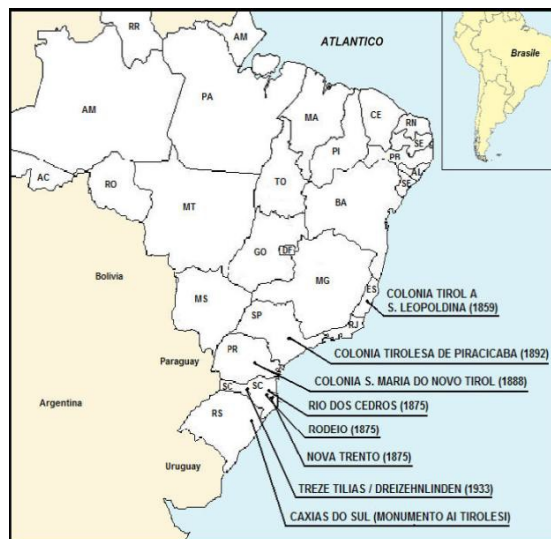 RR
AM
ATLANTICO
Brasile
PA
AM
MA
CE
RN
SE
PB
PI
AL
SE
AC
RO
TO
MT
BA
GO
DF
Bolivia
MG
ES
COLONIA TIROL A
S. LEOPOLDINA (1859)
MS
SP
RJ
COLONIA TIROLESA DE PIRACICABA (1892)
Paraguay
PR
COLONIA S. MARIA DO NOVO TIROL (1888)
SC
SC
RIO DOS CEDROS (1875)
Argentina
RS
RODEIO (1875)
NOVA TRENTO (1875)
Uruguay
TREZE TILIAS / DREIZEHNLINDEN (1933)
CAXIAS DO SUL (MONUMENTO AI TIROLESI)